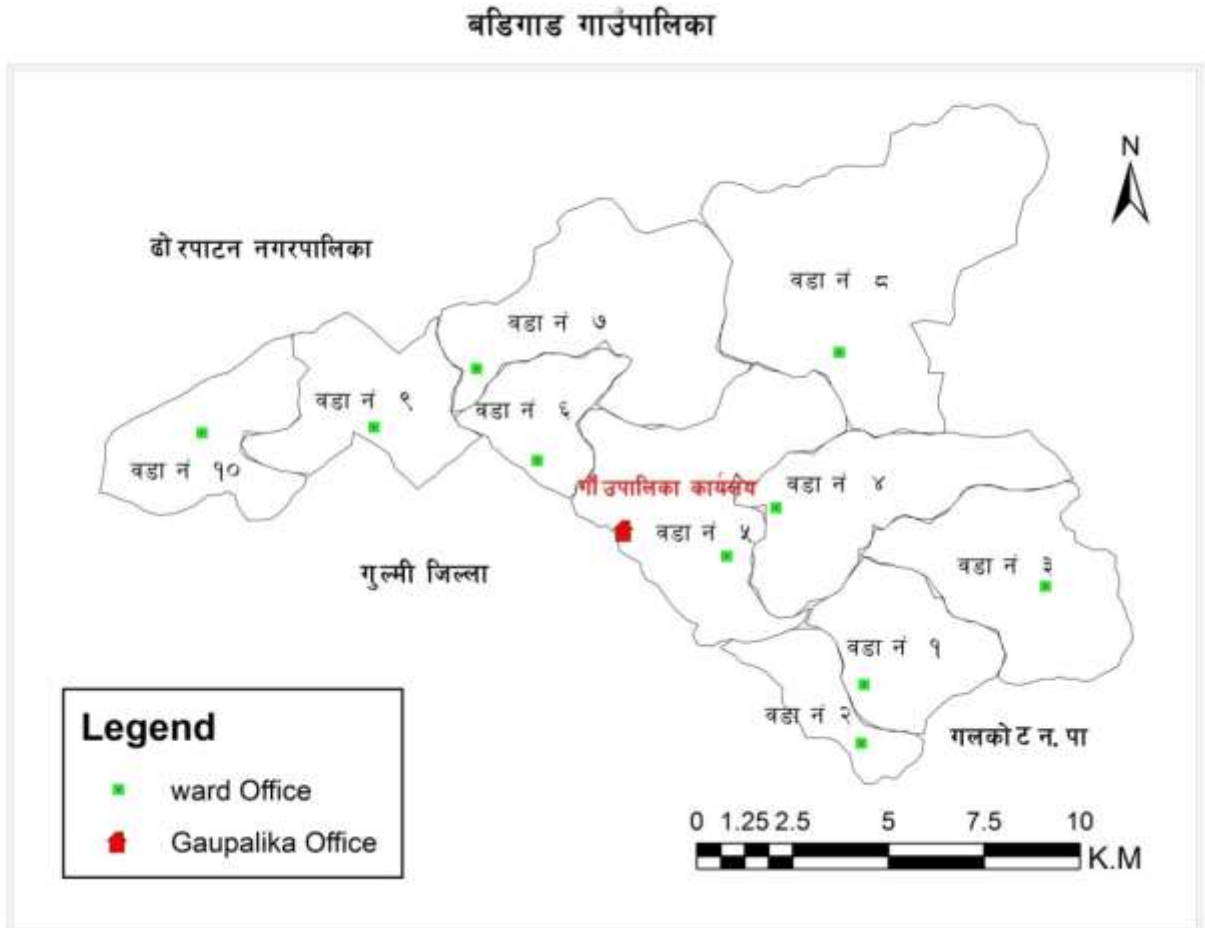 बडिगाड गाउँपालिका
N
ढोरपाटन नगरपालिका
वडा नं ८
वडा नं ७
वडा नं ९
वडा नं ६
वडा नं १०
गाँउपालिका कार्यलय
वडा नं ४
वडा नं ५
वडा नं ३
गुल्मी जिल्ला
वडा नं १
वडा नं २
गलकोट न.पा
Legend
ward Office
Gaupalika Office
0 1.25 2.5 5 7.5 10
K.M